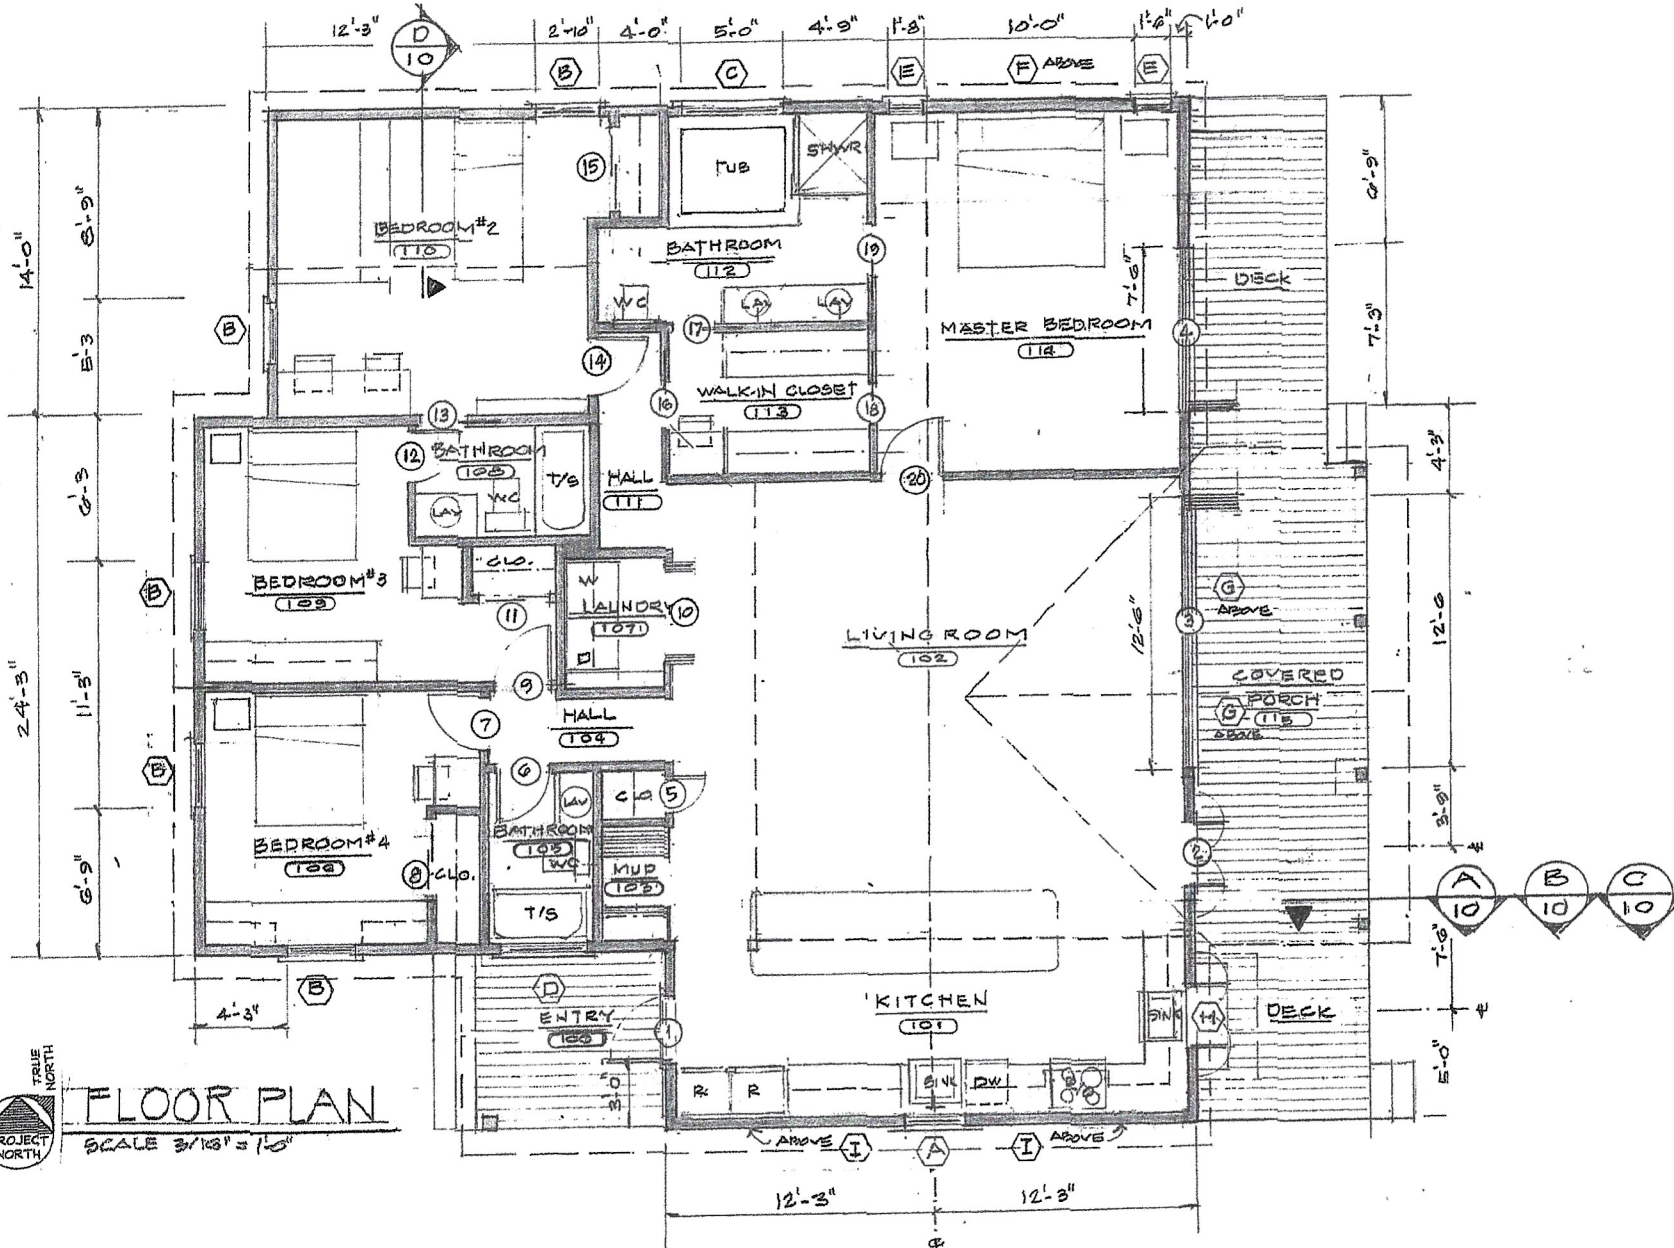 12'-3"
2'-10"
4'-0"
5'-0"
4'-9"
1'-8"
10'-0"
1'-6"
1'-0"
D
10
B
C
E
F ABOVE
E
14'-0"
8'-9"
5'-3
24'-3"
6'-3
11'-3"
6'-9"
B
B
B
B
BEDROOM #2
110
15
TUB
SHWR
BATHROOM
112
WC
LAV
LAV
19
17
14
16
WALK-IN CLOSET
113
18
MASTER BEDROOM
114
7'-6"
4
DECK
6'-9"
7'-3"
13
12
BATHROOM
108
LAV
WC
T/S
HALL
111
20
4'-3"
BEDROOM #3
109
CLO.
11
W
LAUNDRY
107
D
10
LIVING ROOM
102
12'-6"
3
G
ABOVE
12'-6
COVERED
PORCH
115
G
ABOVE
9
7
HALL
104
6
LAV
CLO.
5
BATHROOM
105
WC
T/S
MUD
103
BEDROOM #4
106
8
CLO.
2
3'-9"
A
10
B
10
C
10
7'-6"
4'-3"
D
ENTRY
100
1
3'-0"
KITCHEN
101
SINK
H
DECK
5'-0"
R
R
SINK
DW
ABOVE
I
A
I
ABOVE
12'-3"
12'-3"
TRUE
NORTH
PROJECT
NORTH
FLOOR PLAN
SCALE 3/16" = 1'-0"